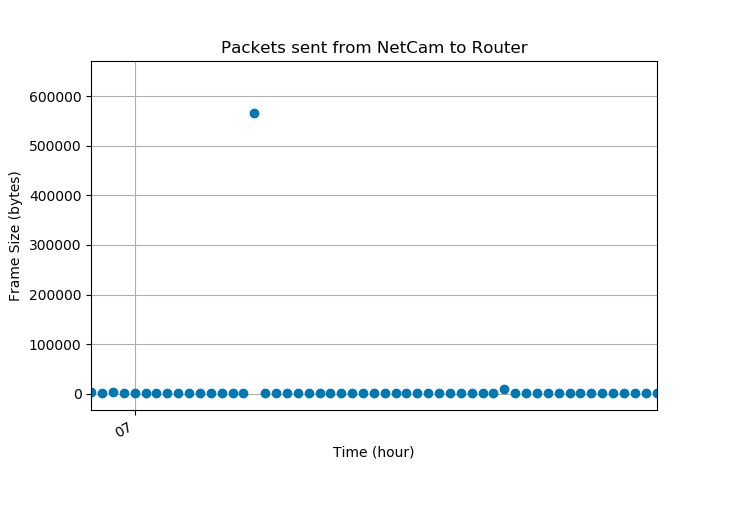 Packets sent from NetCam to Router
600000
500000
400000
300000
200000
100000
0
Frame Size (bytes)
07
Time (hour)